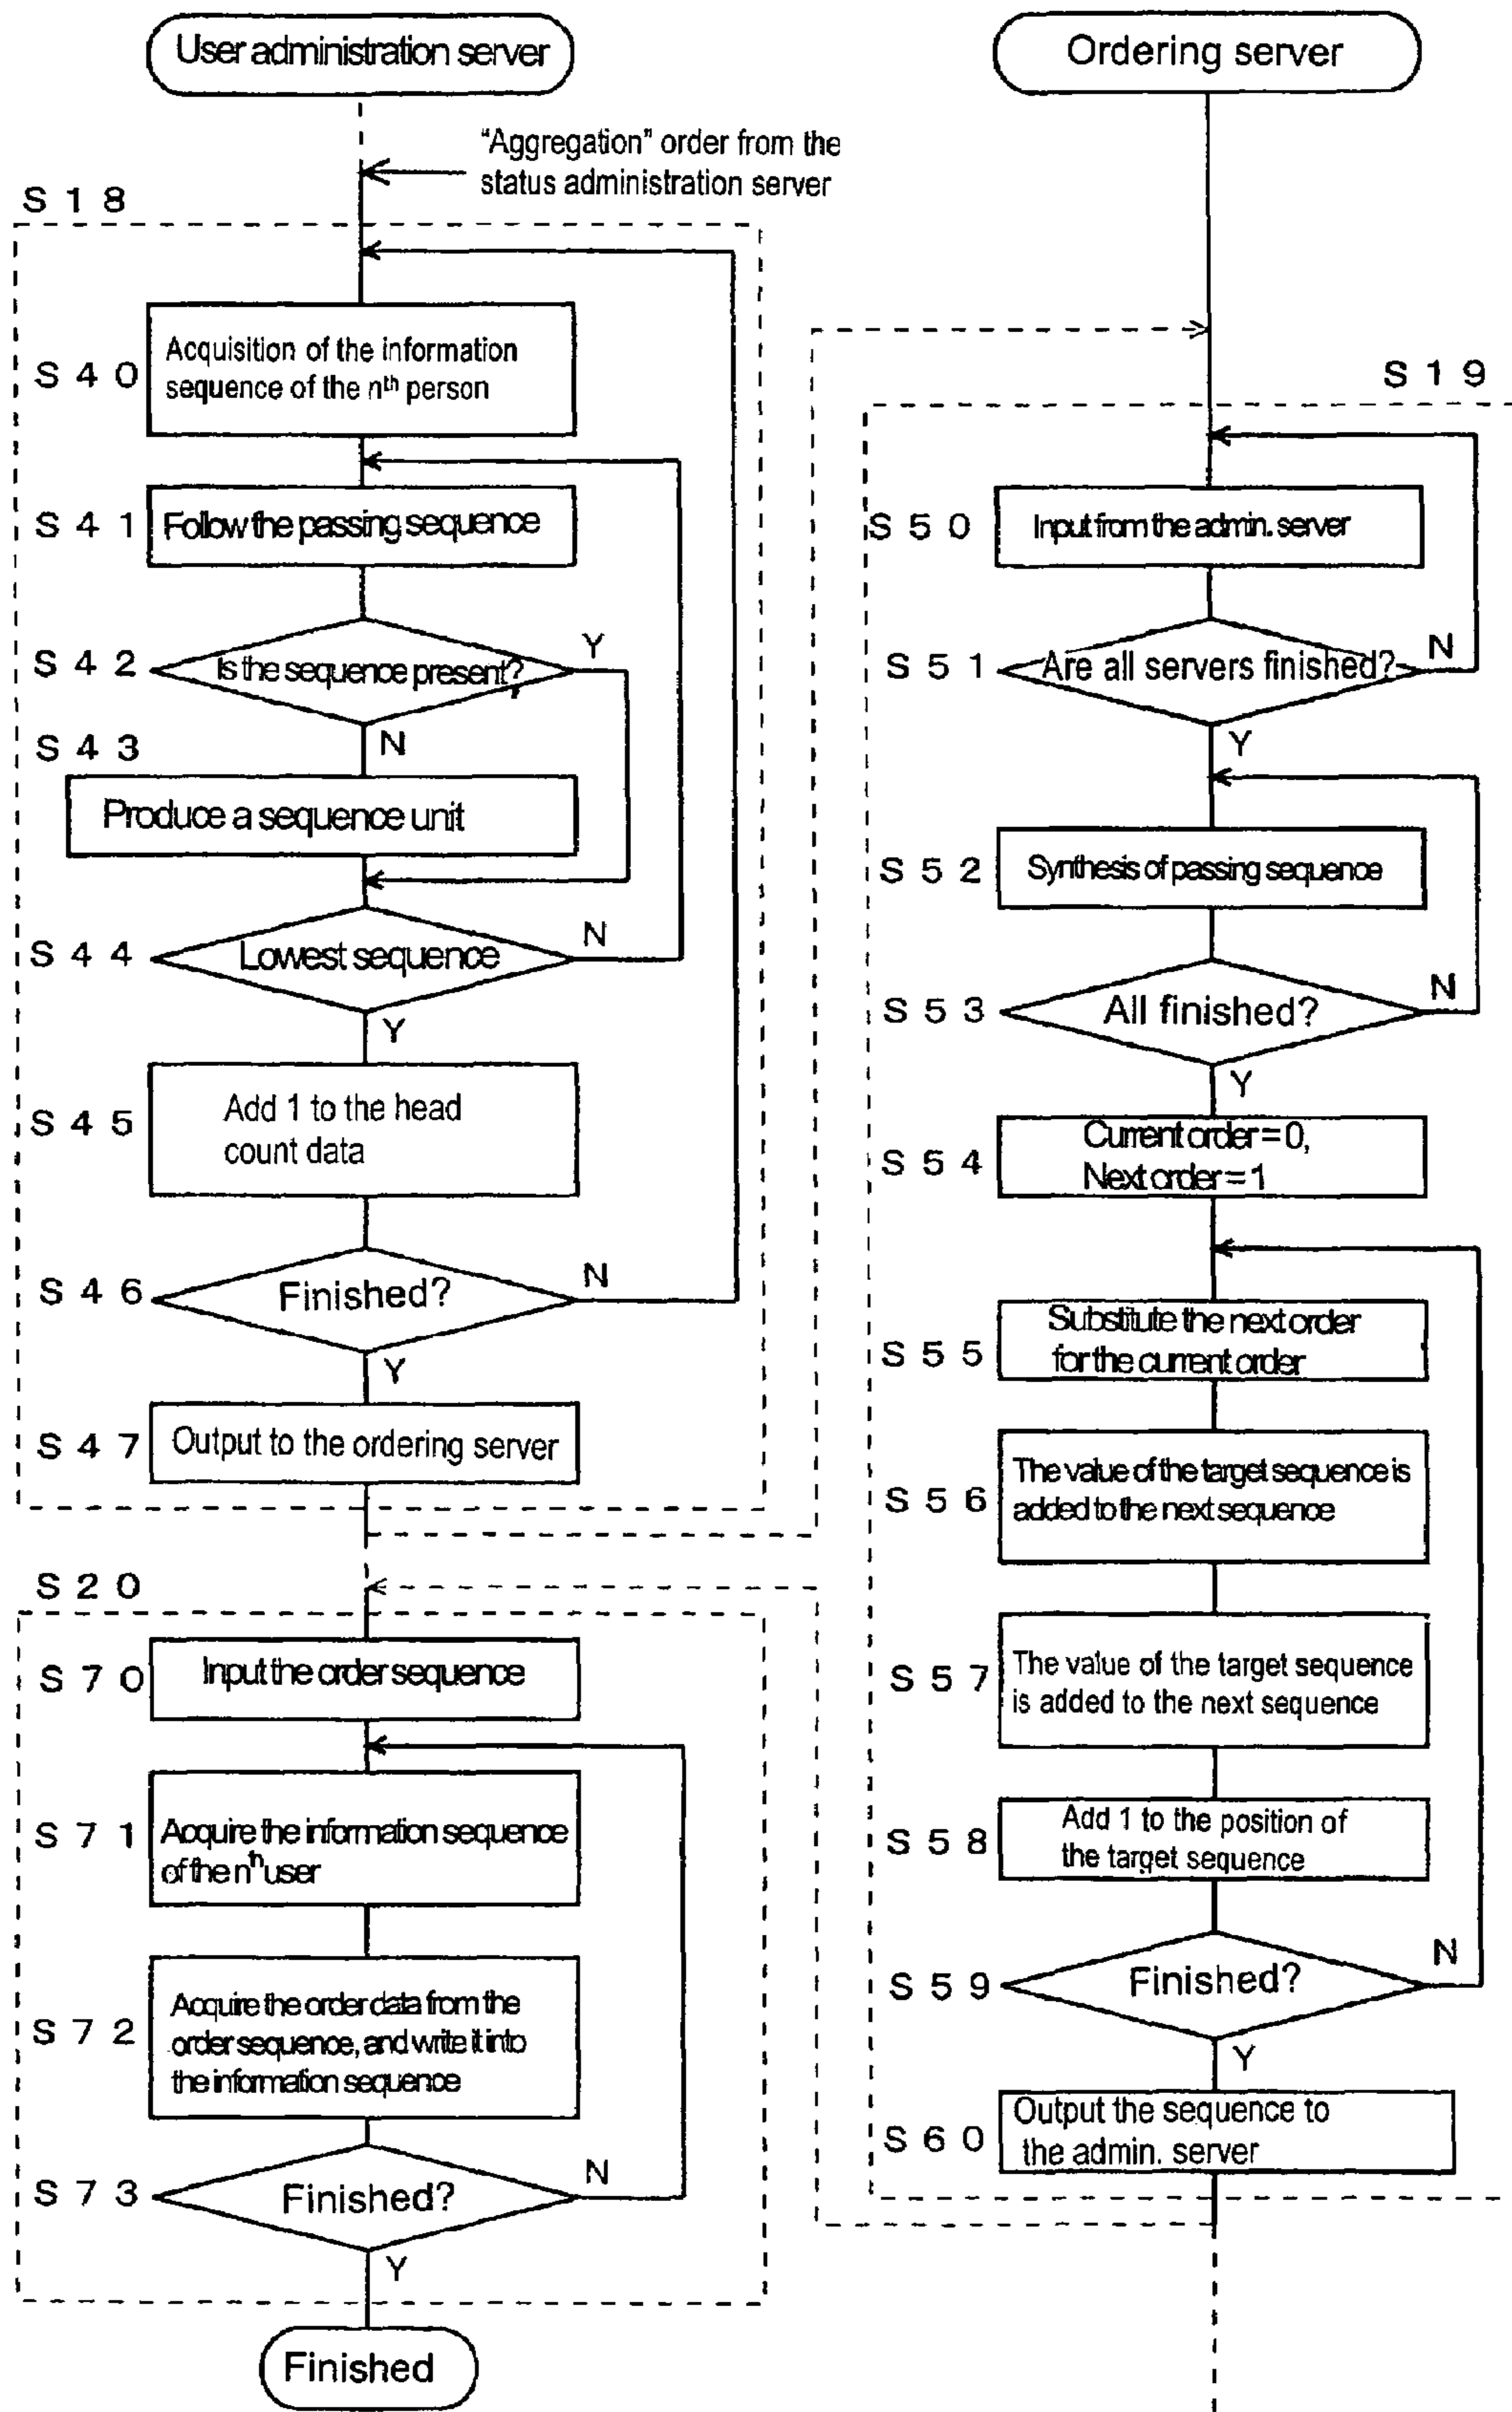 User administration server
"Aggregation" order from the
status administration server
S 1 8
S 4 0
Acquisition of the information
sequence of the nth person
S 4 1
Follow the passing sequence
S 4 2
Is the sequence present?
Y
N
S 4 3
Produce a sequence unit
S 4 4
Lowest sequence
N
Y
S 4 5
Add 1 to the head
count data
S 4 6
Finished?
N
Y
S 4 7
Output to the ordering server
S 2 0
S 7 0
Input the order sequence
S 7 1
Acquire the information sequence
of the nth user
S 7 2
Acquire the order data from the
order sequence, and write it into
the information sequence
S 7 3
Finished?
N
Y
Finished
Ordering server
S 1 9
S 5 0
Input from the admin. server
S 5 1
Are all servers finished?
N
Y
S 5 2
Synthesis of passing sequence
S 5 3
All finished?
N
Y
S 5 4
Current order = 0,
Next order = 1
S 5 5
Substitute the next order
for the current order
S 5 6
The value of the target sequence is
added to the next sequence
S 5 7
The value of the target sequence
is added to the next sequence
S 5 8
Add 1 to the position of
the target sequence
S 5 9
Finished?
N
Y
S 6 0
Output the sequence to
the admin. server